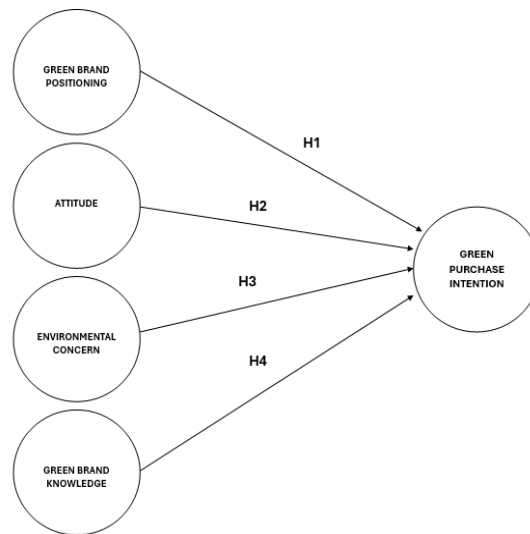 GREEN BRAND
POSITIONING
H1
ATTITUDE
H2
GREEN
PURCHASE
INTENTION
H3
ENVIRONMENTAL
CONCERN
H4
GREEN BRAND
KNOWLEDGE